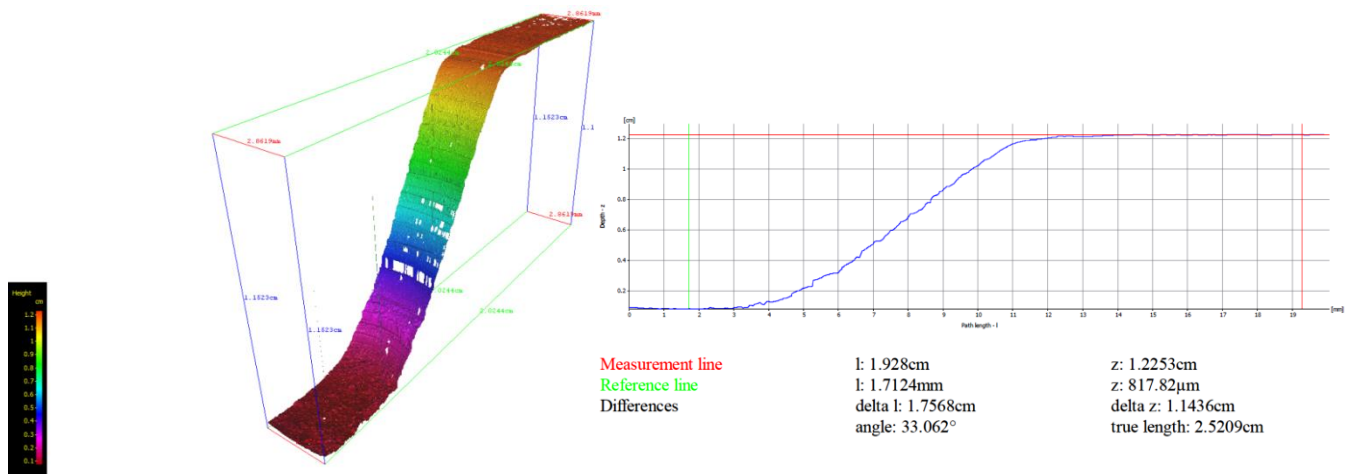 2.8619mm
2.0244cm
2.0244cm
2.8619mm
1.1523cm
1.1
2.8619mm
1.1523cm
1.1523cm
2.0244cm
Height
cm
1.2
1.1
1.0
0.9
0.8
0.7
0.6
0.5
0.4
0.3
0.2
0.1
[cm]
1.2
1
0.8
0.6
0.4
0.2
Depth - z
0 1 2 3 4 5 6 7 8 9 10 11 12 13 14 15 16 17 18 19 [mm]
Path length - l
Measurement line l: 1.928cm z: 1.2253cm
Reference line l: 1.7124mm z: 817.82µm
Differences delta l: 1.7568cm delta z: 1.1436cm
angle: 33.062° true length: 2.5209cm